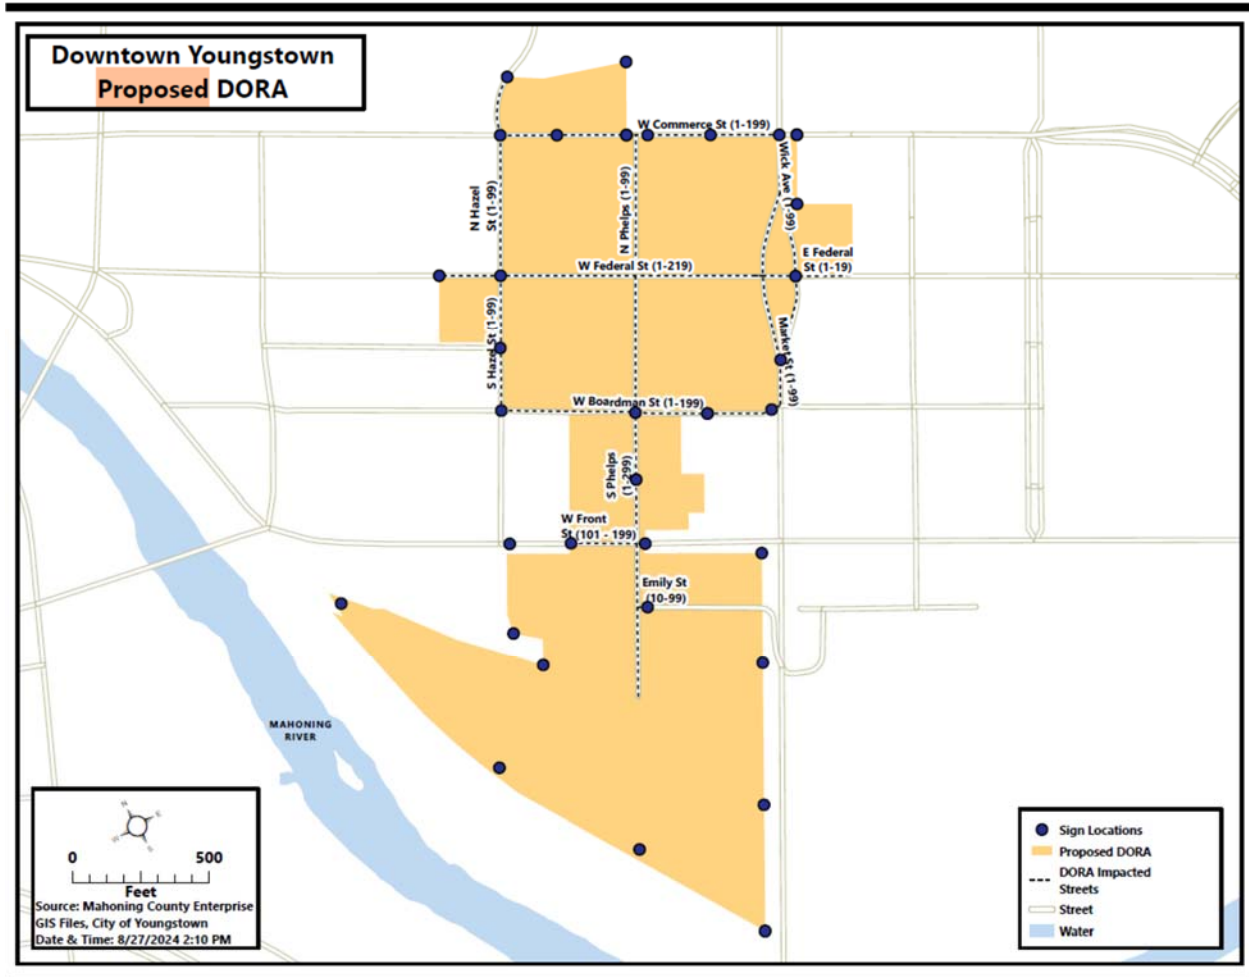 Downtown Youngstown
Proposed DORA
W Commerce St (1-199)
Wick Ave (1-99)
N Hazel
St (1-99)
N Phelps (1-99)
E Federal
St (1-19)
W Federal St (1-219)
S Hazel St (1-99)
Market St (1-99)
W Boardman St (1-199)
S Phelps
(1-299)
W Front
St (101 - 199)
Emily St
(10-99)
MAHONING
RIVER
N
E
W
S
0 500
Feet
Source: Mahoning County Enterprise
GIS Files, City of Youngstown
Date & Time: 8/27/2024 2:10 PM
Sign Locations
Proposed DORA
DORA Impacted
Streets
Street
Water